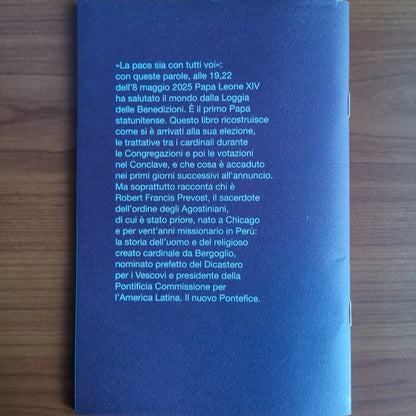 «La pace sia con tutti voi»:
con queste parole, alle 19,22
dell'8 maggio 2025 Papa Leone XIV
ha salutato il mondo dalla Loggia
delle Benedizioni. È il primo Papa
statunitense. Questo libro ricostruisce
come si è arrivati alla sua elezione,
le trattative tra i cardinali durante
le Congregazioni e poi le votazioni
nel Conclave, e che cosa è accaduto
nei primi giorni successivi all'annuncio.
Ma soprattutto racconta chi è
Robert Francis Prevost, il sacerdote
dell'ordine degli Agostiniani,
di cui è stato priore, nato a Chicago
e per vent'anni missionario in Perù:
la storia dell'uomo e del religioso
creato cardinale da Bergoglio,
nominato prefetto del Dicastero
per i Vescovi e presidente della
Pontificia Commissione per
l'America Latina. Il nuovo Pontefice.